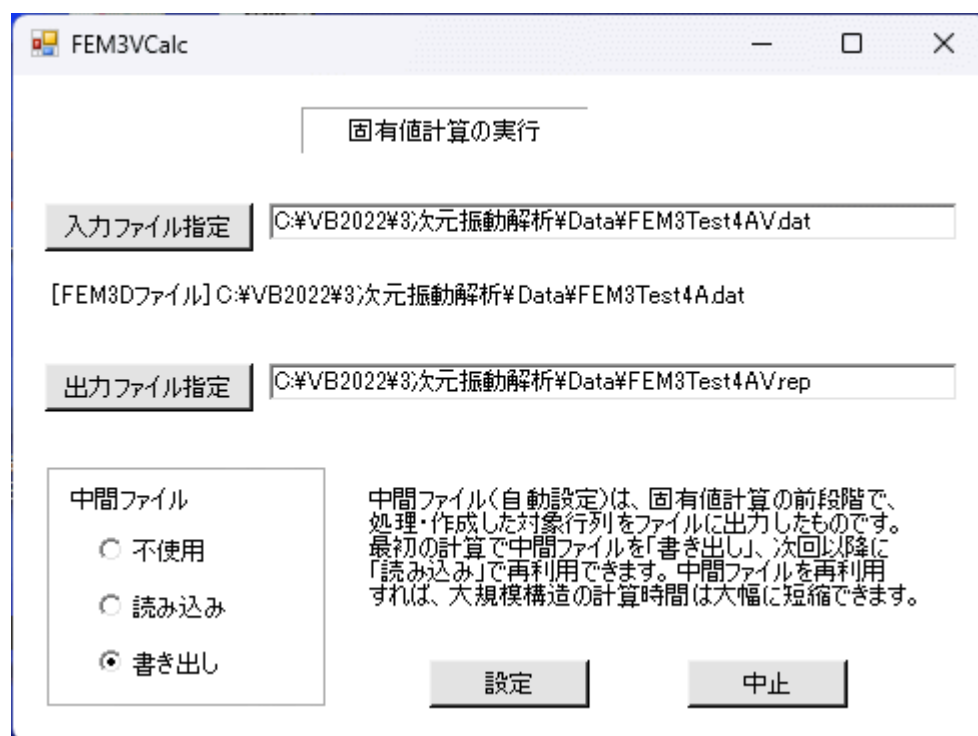 FEM3VCalc
固有値計算の実行
入力ファイル指定
C:¥VB2022¥3次元振動解析¥Data¥FEM3Test4AV.dat
[FEM3Dファイル] C:¥VB2022¥3次元振動解析¥Data¥FEM3Test4A.dat
出力ファイル指定
C:¥VB2022¥3次元振動解析¥Data¥FEM3Test4AV.rep
中間ファイル
不使用
読み込み
書き出し
中間ファイル(自動設定)は、固有値計算の前段階で、
処理・作成した対象行列をファイルに出力したものです。
最初の計算で中間ファイルを「書き出し」、次回以降に
「読み込み」で再利用できます。中間ファイルを再利用
すれば、大規模構造の計算時間は大幅に短縮できます。
設定
中止